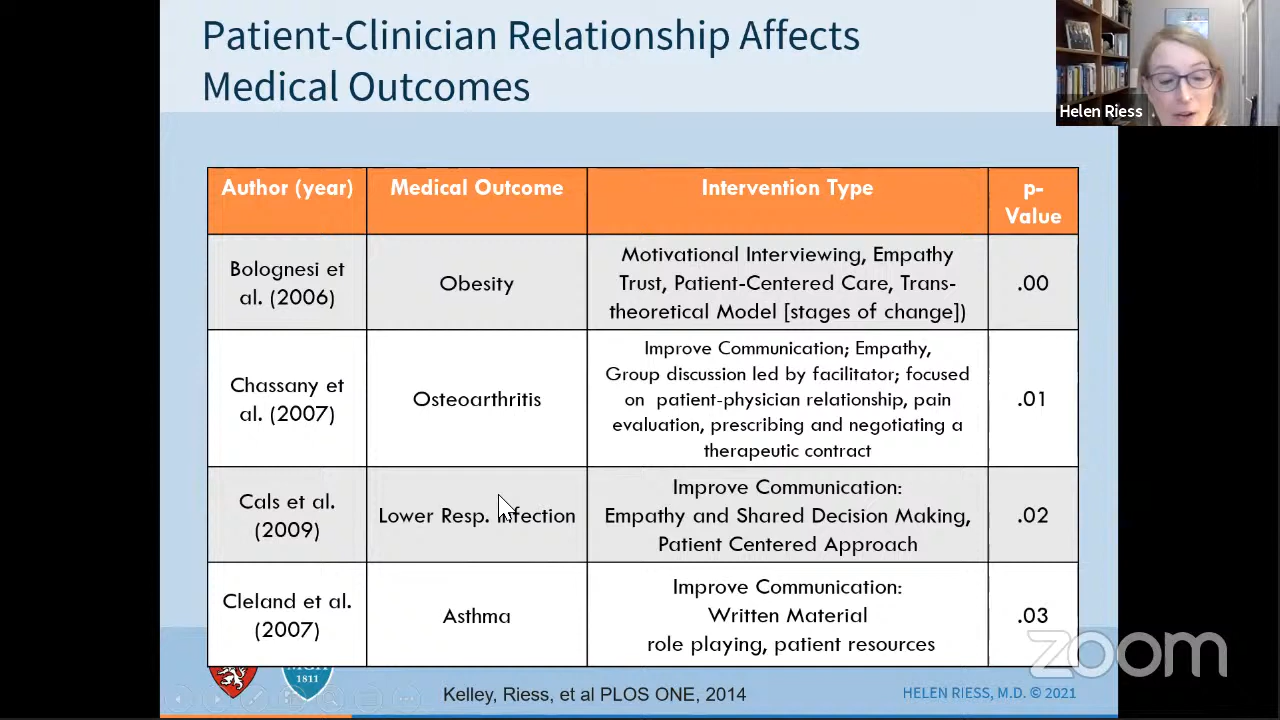 Patient-Clinician Relationship Affects
Medical Outcomes
Helen Riess
Author (year)
Medical Outcome
Intervention Type
p-
Value
Bolognesi et
al. (2006)
Obesity
Motivational Interviewing, Empathy
Trust, Patient-Centered Care, Trans-
theoretical Model [stages of change])
.00
Chassany et
al. (2007)
Osteoarthritis
Improve Communication; Empathy,
Group discussion led by facilitator; focused
on patient-physician relationship, pain
evaluation, prescribing and negotiating a
therapeutic contract
.01
Cals et al.
(2009)
Lower Resp. Infection
Improve Communication:
Empathy and Shared Decision Making,
Patient Centered Approach
.02
Cleland et al.
(2007)
Asthma
Improve Communication:
Written Material
role playing, patient resources
.03
zoom
MGH
1811
Kelley, Riess, et al PLOS ONE, 2014
HELEN RIESS, M.D. © 2021